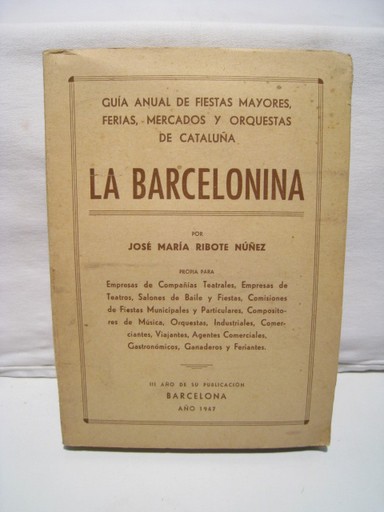 GUÍA ANUAL DE FIESTAS MAYORES,
FERIAS, MERCADOS Y ORQUESTAS
DE CATALUÑA
LA BARCELONINA
POR
JOSÉ MARÍA RIBOTE NÚÑEZ
PROPIA PARA
Empresas de Compañías Teatrales, Empresas de
Teatros, Salones de Baile y Fiestas, Comisiones
de Fiestas Municipales y Particulares, Composito-
res de Música, Orquestas, Industriales, Comer-
ciantes, Viajantes, Agentes Comerciales,
Gastronómicos, Ganaderos y Feriantes.
III AÑO DE SU PUBLICACIÓN
BARCELONA
AÑO 1947